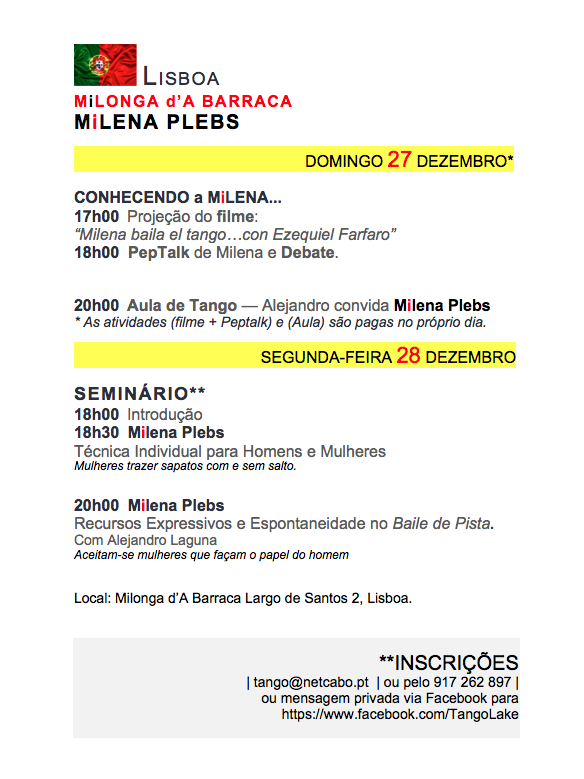 LISBOA
MiLONGA d’A BARRACA
MiLENA PLEBS
DOMINGO 27 DEZEMBRO*
CONHECENDO a MiLENA...
17h00 Projeção do filme:
“Milena baila el tango…con Ezequiel Farfaro”
18h00 PepTalk de Milena e Debate.
20h00 Aula de Tango — Alejandro convida Milena Plebs
* As atividades (filme + Peptalk) e (Aula) são pagas no próprio dia.
SEGUNDA-FEIRA 28 DEZEMBRO
SEMINÁRIO**
18h00 Introdução
18h30 Milena Plebs
Técnica Individual para Homens e Mulheres
Mulheres trazer sapatos com e sem salto.
20h00 Milena Plebs
Recursos Expressivos e Espontaneidade no Baile de Pista.
Com Alejandro Laguna
Aceitam-se mulheres que façam o papel do homem
Local: Milonga d’A Barraca Largo de Santos 2, Lisboa.
**INSCRIÇÕES
| tango@netcabo.pt | ou pelo 917 262 897 |
ou mensagem privada via Facebook para
https://www.facebook.com/TangoLake